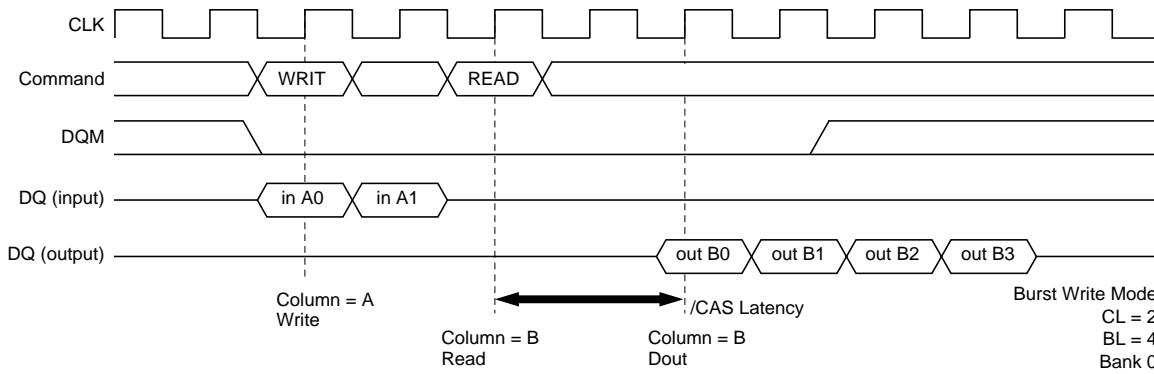 CLK
Command
WRIT
READ
DQM
DQ (input)
in A0
in A1
DQ (output)
out B0
out B1
out B2
out B3
Column = A
Write
/CAS Latency
Column = B
Read
Column = B
Dout
Burst Write Mode
CL = 2
BL = 4
Bank 0